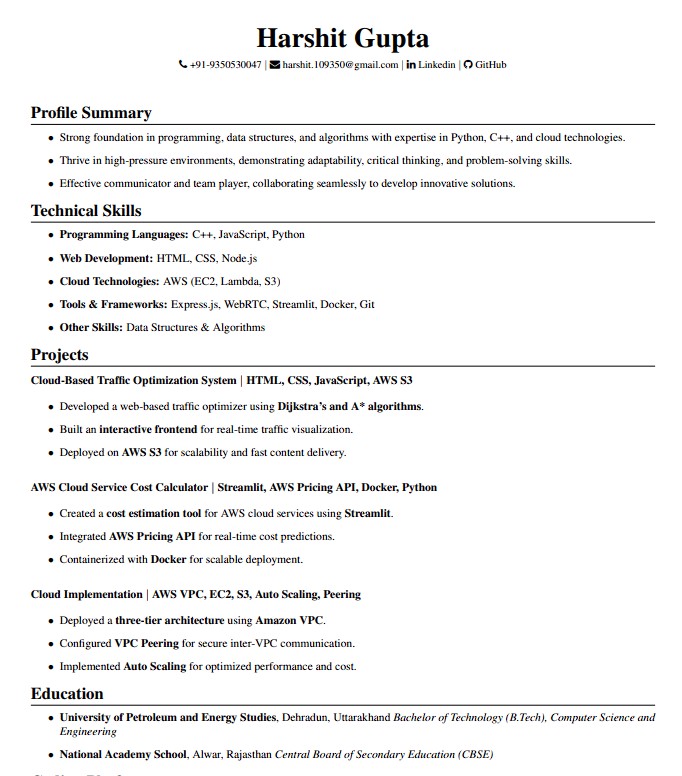 Harshit Gupta
+91-9350530047 | harshit.109350@gmail.com | Linkedin | GitHub
Profile Summary
• Strong foundation in programming, data structures, and algorithms with expertise in Python, C++, and cloud technologies.
• Thrive in high-pressure environments, demonstrating adaptability, critical thinking, and problem-solving skills.
• Effective communicator and team player, collaborating seamlessly to develop innovative solutions.
Technical Skills
• Programming Languages: C++, JavaScript, Python
• Web Development: HTML, CSS, Node.js
• Cloud Technologies: AWS (EC2, Lambda, S3)
• Tools & Frameworks: Express.js, WebRTC, Streamlit, Docker, Git
• Other Skills: Data Structures & Algorithms
Projects
Cloud-Based Traffic Optimization System | HTML, CSS, JavaScript, AWS S3
• Developed a web-based traffic optimizer using Dijkstra's and A* algorithms.
• Built an interactive frontend for real-time traffic visualization.
• Deployed on AWS S3 for scalability and fast content delivery.
AWS Cloud Service Cost Calculator | Streamlit, AWS Pricing API, Docker, Python
• Created a cost estimation tool for AWS cloud services using Streamlit.
• Integrated AWS Pricing API for real-time cost predictions.
• Containerized with Docker for scalable deployment.
Cloud Implementation | AWS VPC, EC2, S3, Auto Scaling, Peering
• Deployed a three-tier architecture using Amazon VPC.
• Configured VPC Peering for secure inter-VPC communication.
• Implemented Auto Scaling for optimized performance and cost.
Education
• University of Petroleum and Energy Studies, Dehradun, Uttarakhand Bachelor of Technology (B.Tech), Computer Science and
Engineering
• National Academy School, Alwar, Rajasthan Central Board of Secondary Education (CBSE)